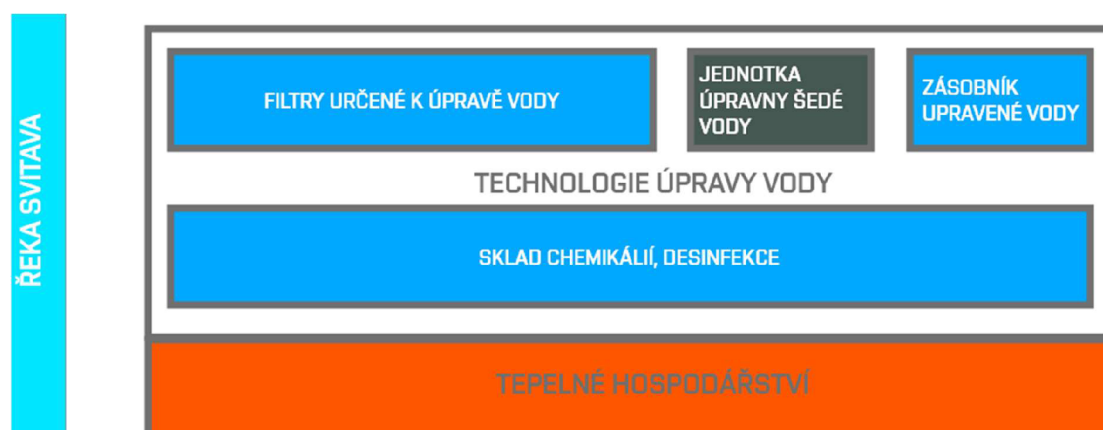 ŘEKA SVITAVA
FILTRY URČENÉ K ÚPRAVĚ VODY
JEDNOTKA
ÚPRAVNY ŠEDÉ
VODY
ZÁSOBNÍK
UPRAVENÉ VODY
TECHNOLOGIE ÚPRAVY VODY
SKLAD CHEMIKÁLIÍ, DESINFEKCE
TEPELNÉ HOSPODÁŘSTVÍ